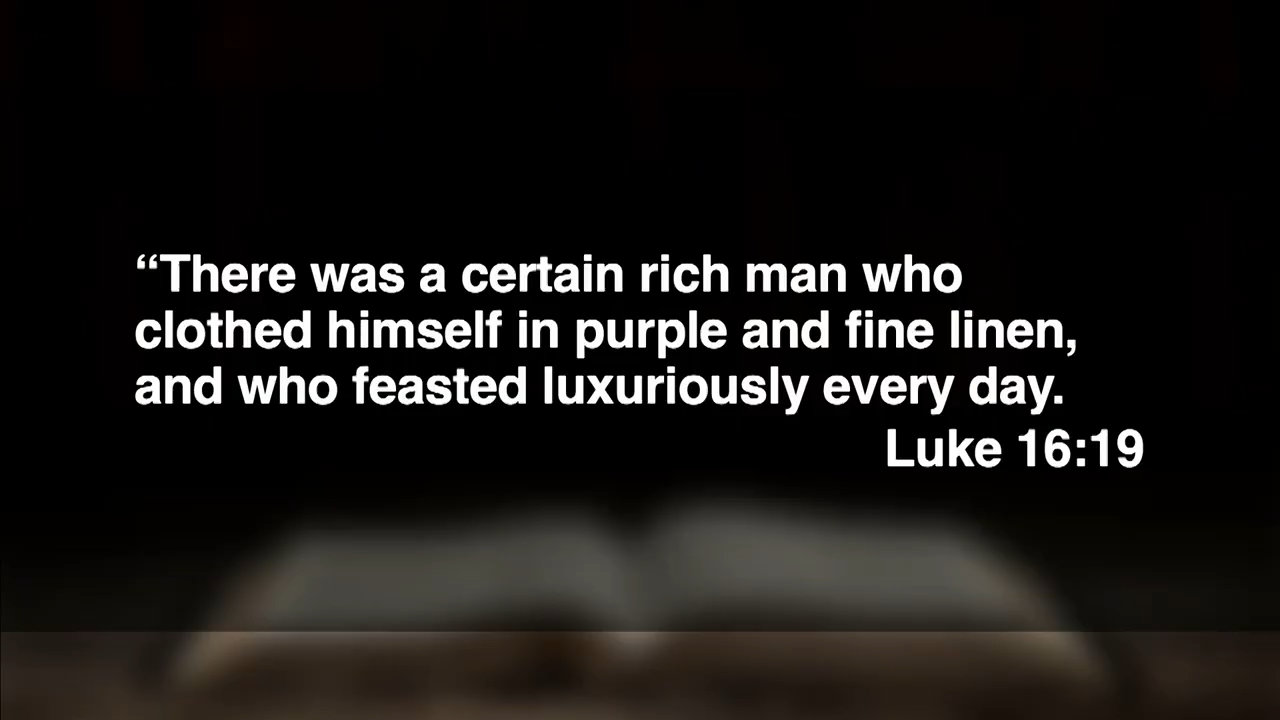 “There was a certain rich man who
clothed himself in purple and fine linen,
and who feasted luxuriously every day.
Luke 16:19